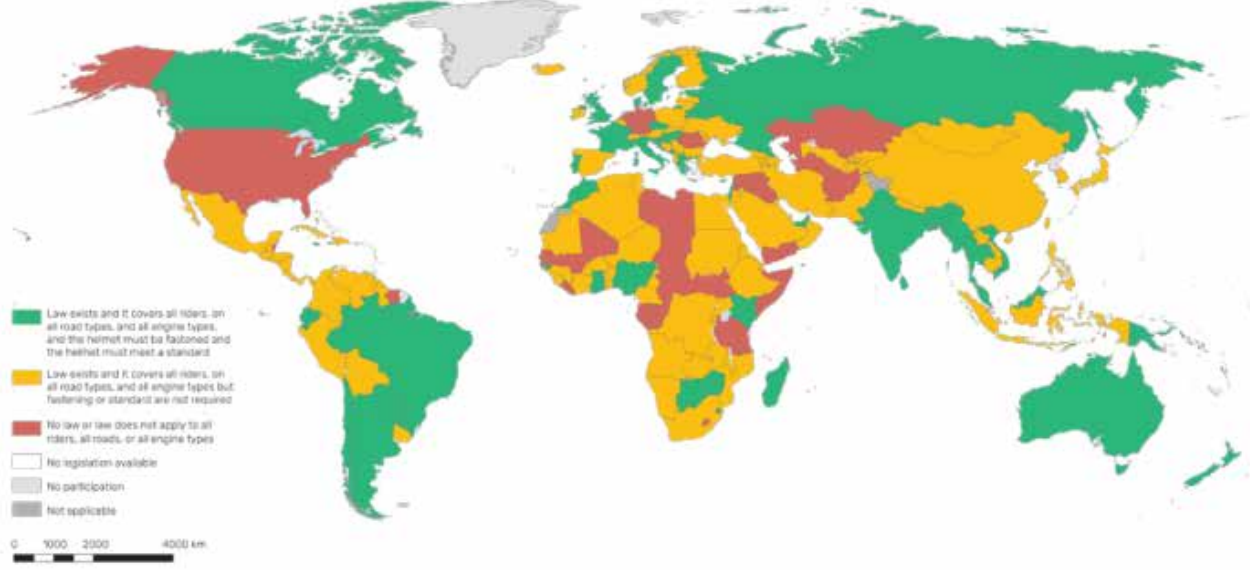 Law exists and it covers all riders, on
all road types, and all engine types,
and the helmet must be fastened and
the helmet must meet a standard
Law exists and it covers all riders, on
all road types, and all engine types but
fastening or standard are not required
No law or law does not apply to all
riders, all roads, or all engine types
No legislation available
No participation
Not applicable
0 1000 2000 4000 km